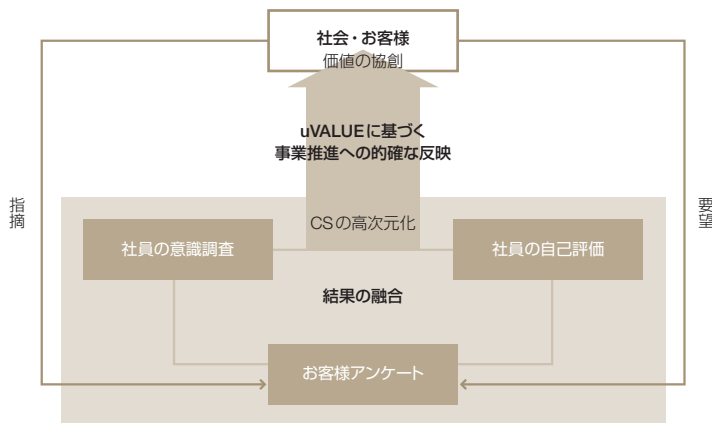 社会・お客様
価値の協創
uVALUEに基づく
事業推進への的確な反映
指摘
要望
CSの高次元化
社員の意識調査
社員の自己評価
結果の融合
お客様アンケート